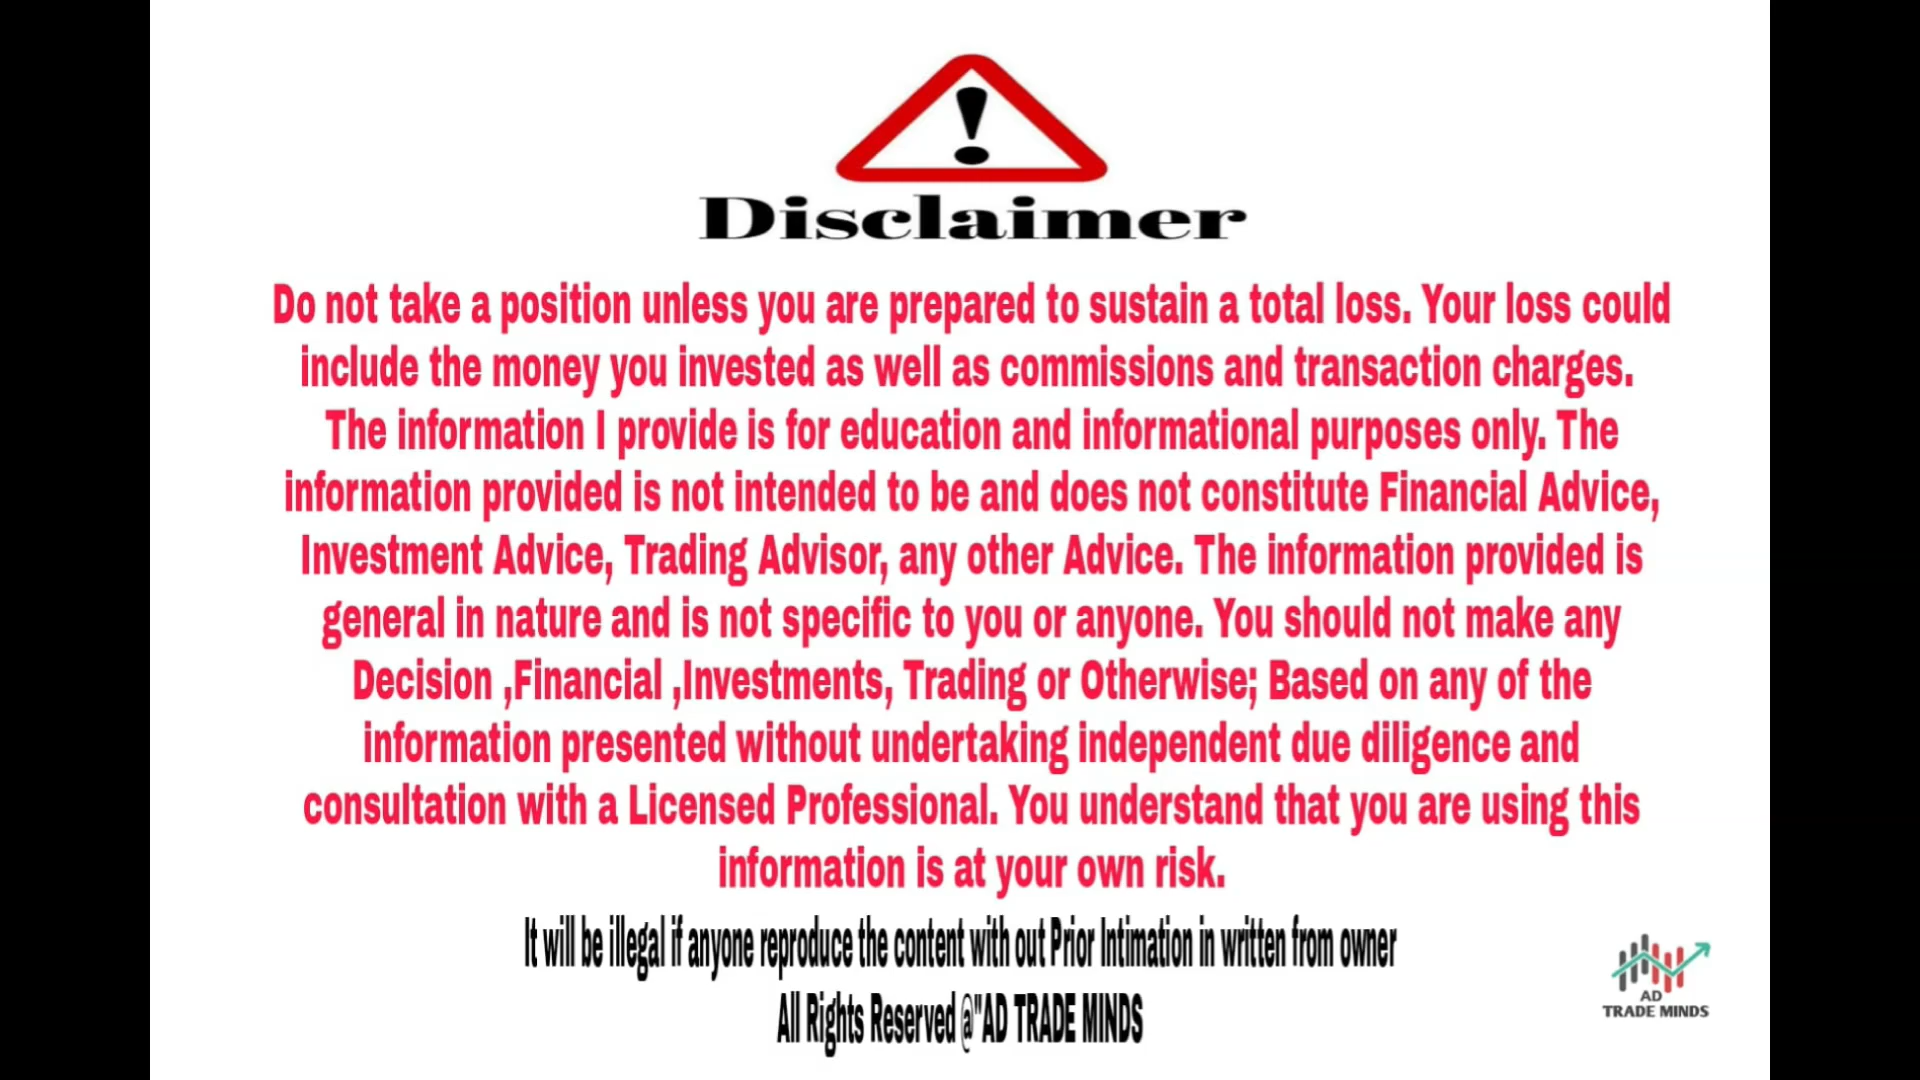 Disclaimer
Do not take a position unless you are prepared to sustain a total loss. Your loss could
include the money you invested as well as commissions and transaction charges.
The information I provide is for education and informational purposes only. The
information provided is not intended to be and does not constitute Financial Advice,
Investment Advice, Trading Advisor, any other Advice. The information provided is
general in nature and is not specific to you or anyone. You should not make any
Decision ,Financial ,Investments, Trading or Otherwise; Based on any of the
information presented without undertaking independent due diligence and
consultation with a Licensed Professional. You understand that you are using this
information is at your own risk.
It will be illegal if anyone reproduce the content with out Prior Intimation in written from owner
All Rights Reserved @"AD TRADE MINDS
AD
TRADE MINDS